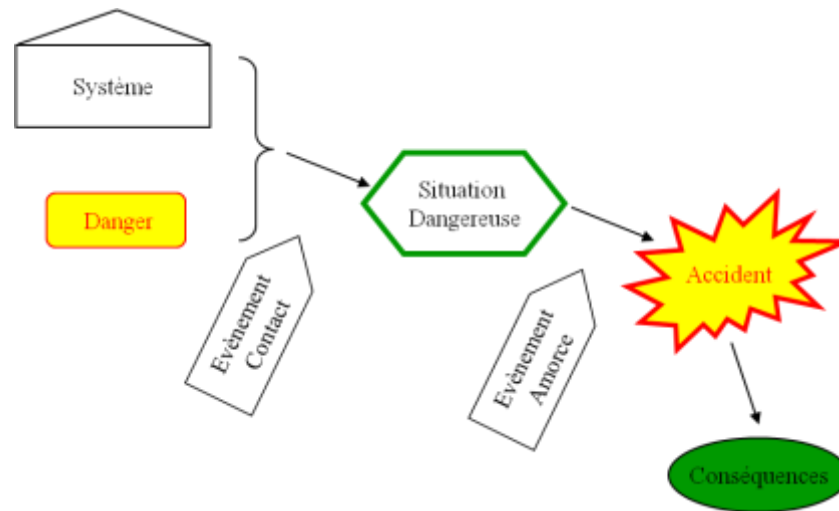 Système
Danger
Evènement
Contact
Situation
Dangereuse
Evènement
Amorce
Accident
Conséquences